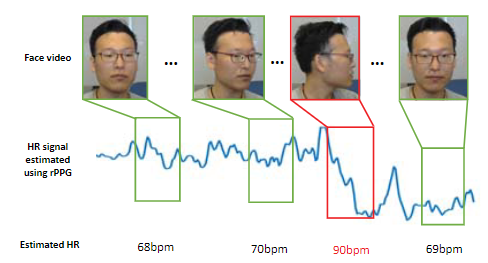 Face video
... ... ...
HR signal
estimated
using rPPG
Estimated HR 68bpm 70bpm 90bpm 69bpm